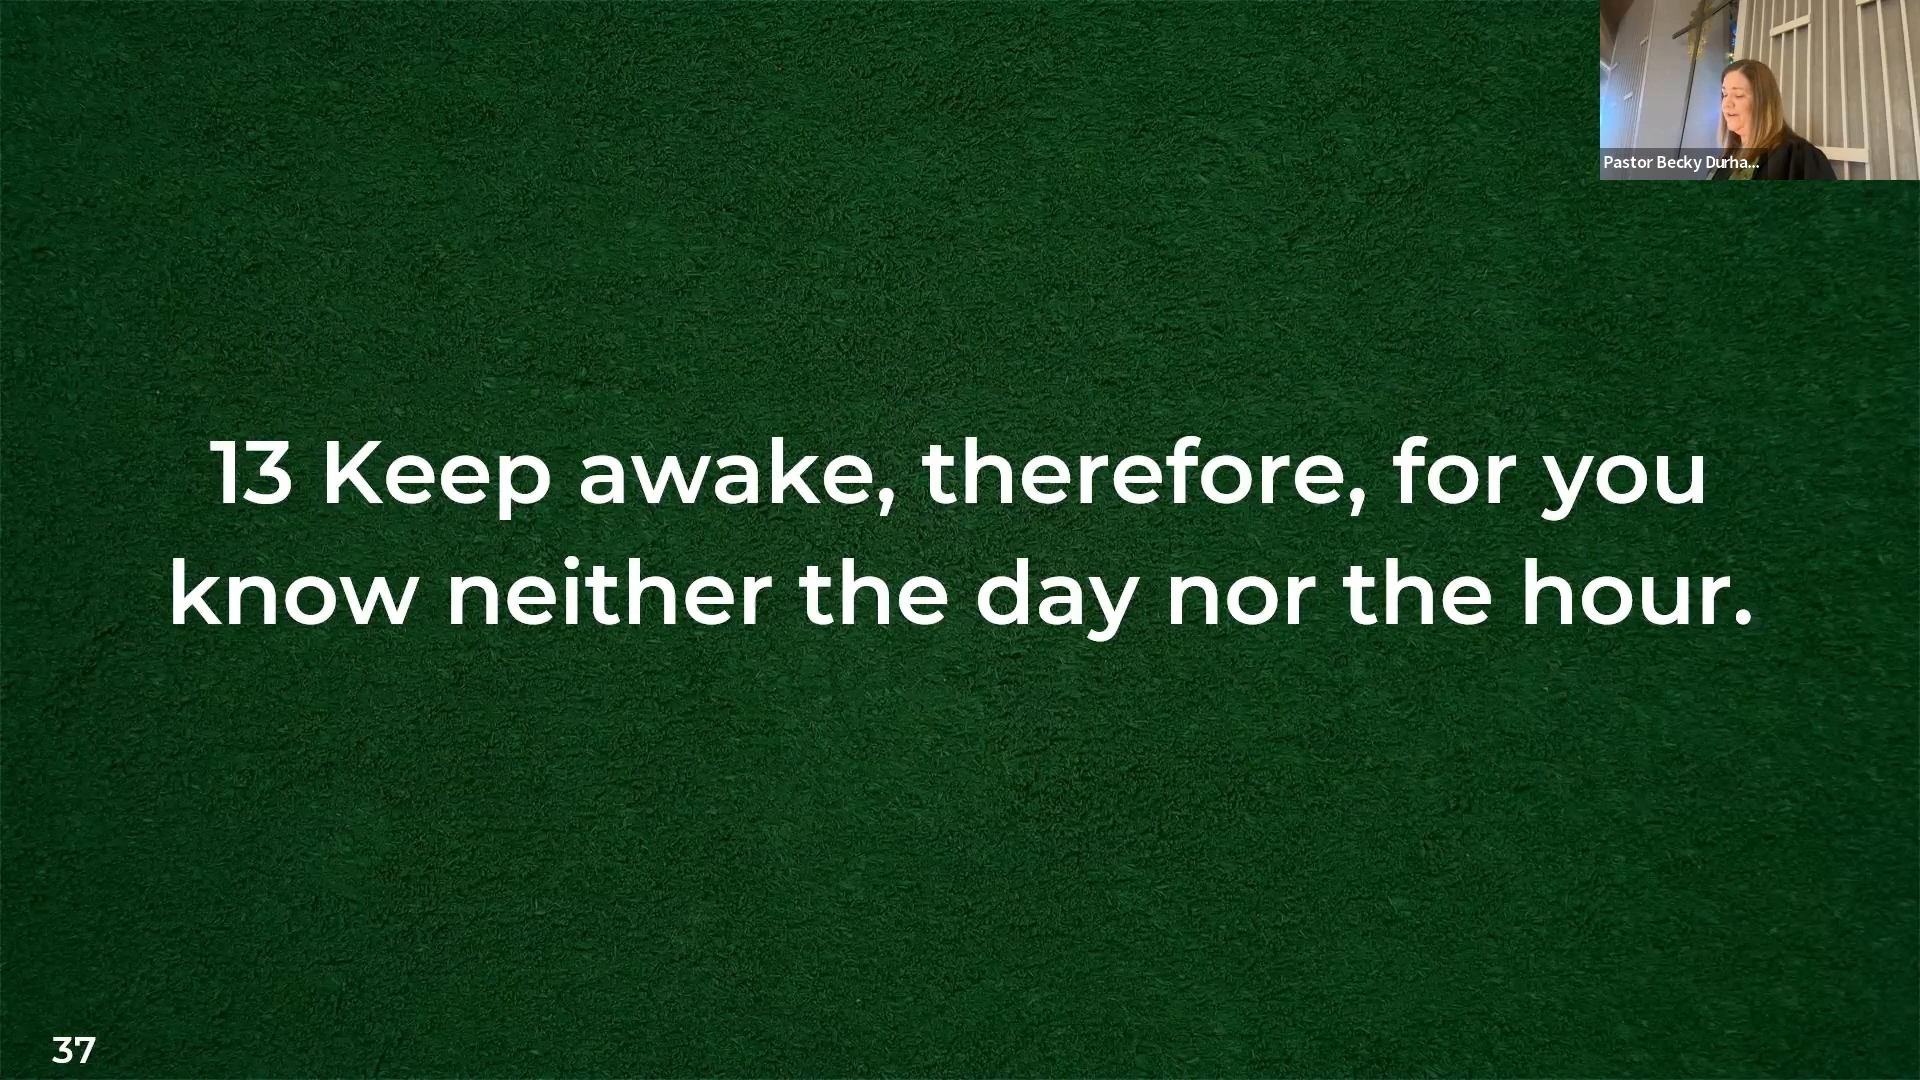 Pastor Becky Durha...
13 Keep awake, therefore, for you
know neither the day nor the hour.
37